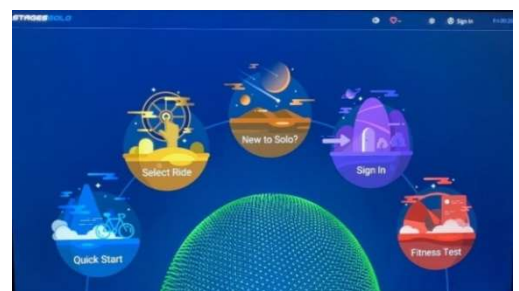 STAGES SOLO
Sign In
New to Solo?
Select Ride
Sign In
Quick Start
Fitness Test